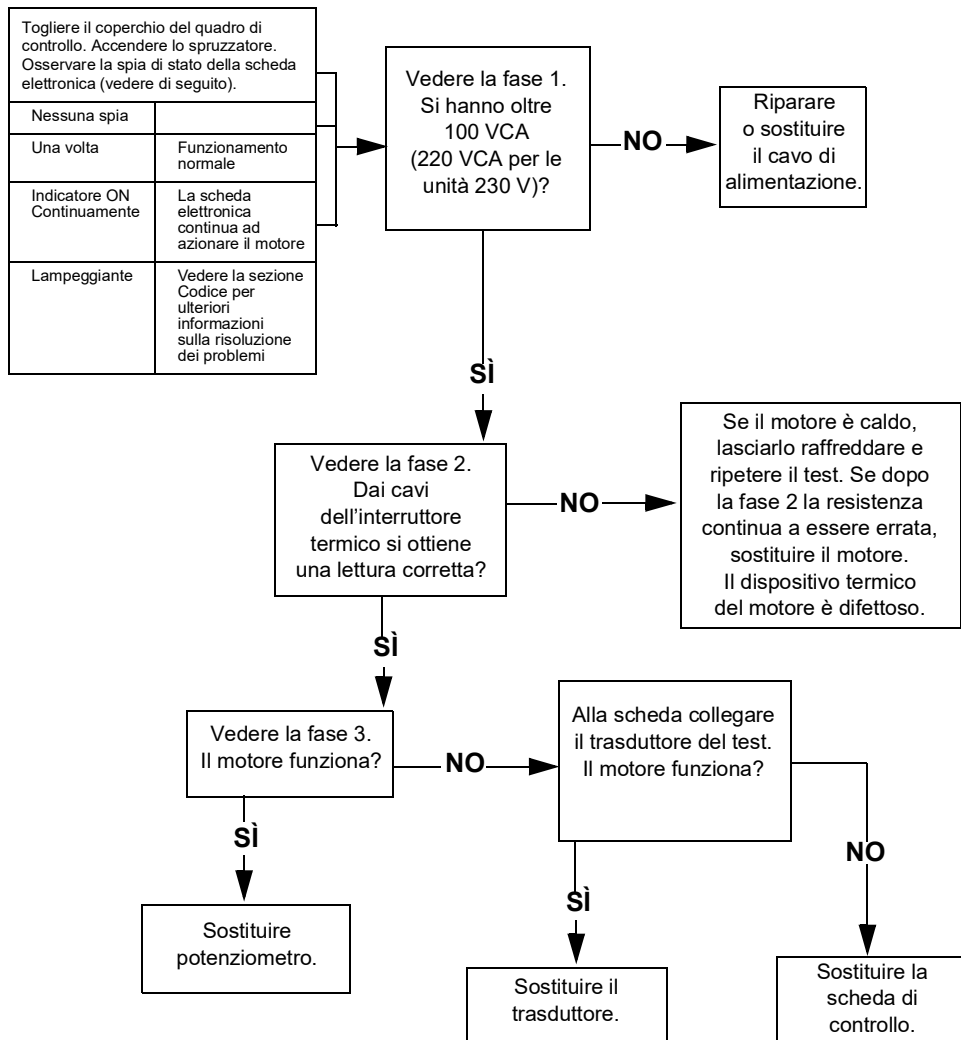 Togliere il coperchio del quadro di
controllo. Accendere lo spruzzatore.
Osservare la spia di stato della scheda
elettronica (vedere di seguito).
Nessuna spia
Una volta
Funzionamento
normale
Indicatore ON
Continuamente
La scheda
elettronica
continua ad
azionare il motore
Lampeggiante
Vedere la sezione
Codice per
ulteriori
informazioni
sulla risoluzione
dei problemi
Vedere la fase 1.
Si hanno oltre
100 VCA
(220 VCA per le
unità 230 V)?
NO
Riparare
o sostituire
il cavo di
alimentazione.
SÌ
Vedere la fase 2.
Dai cavi
dell’interruttore
termico si ottiene
una lettura corretta?
NO
Se il motore è caldo,
lasciarlo raffreddare e
ripetere il test. Se dopo
la fase 2 la resistenza
continua a essere errata,
sostituire il motore.
Il dispositivo termico
del motore è difettoso.
SÌ
Vedere la fase 3.
Il motore funziona?
NO
Alla scheda collegare
il trasduttore del test.
Il motore funziona?
SÌ
Sostituire
potenziometro.
SÌ
Sostituire il
trasduttore.
NO
Sostituire la
scheda di
controllo.